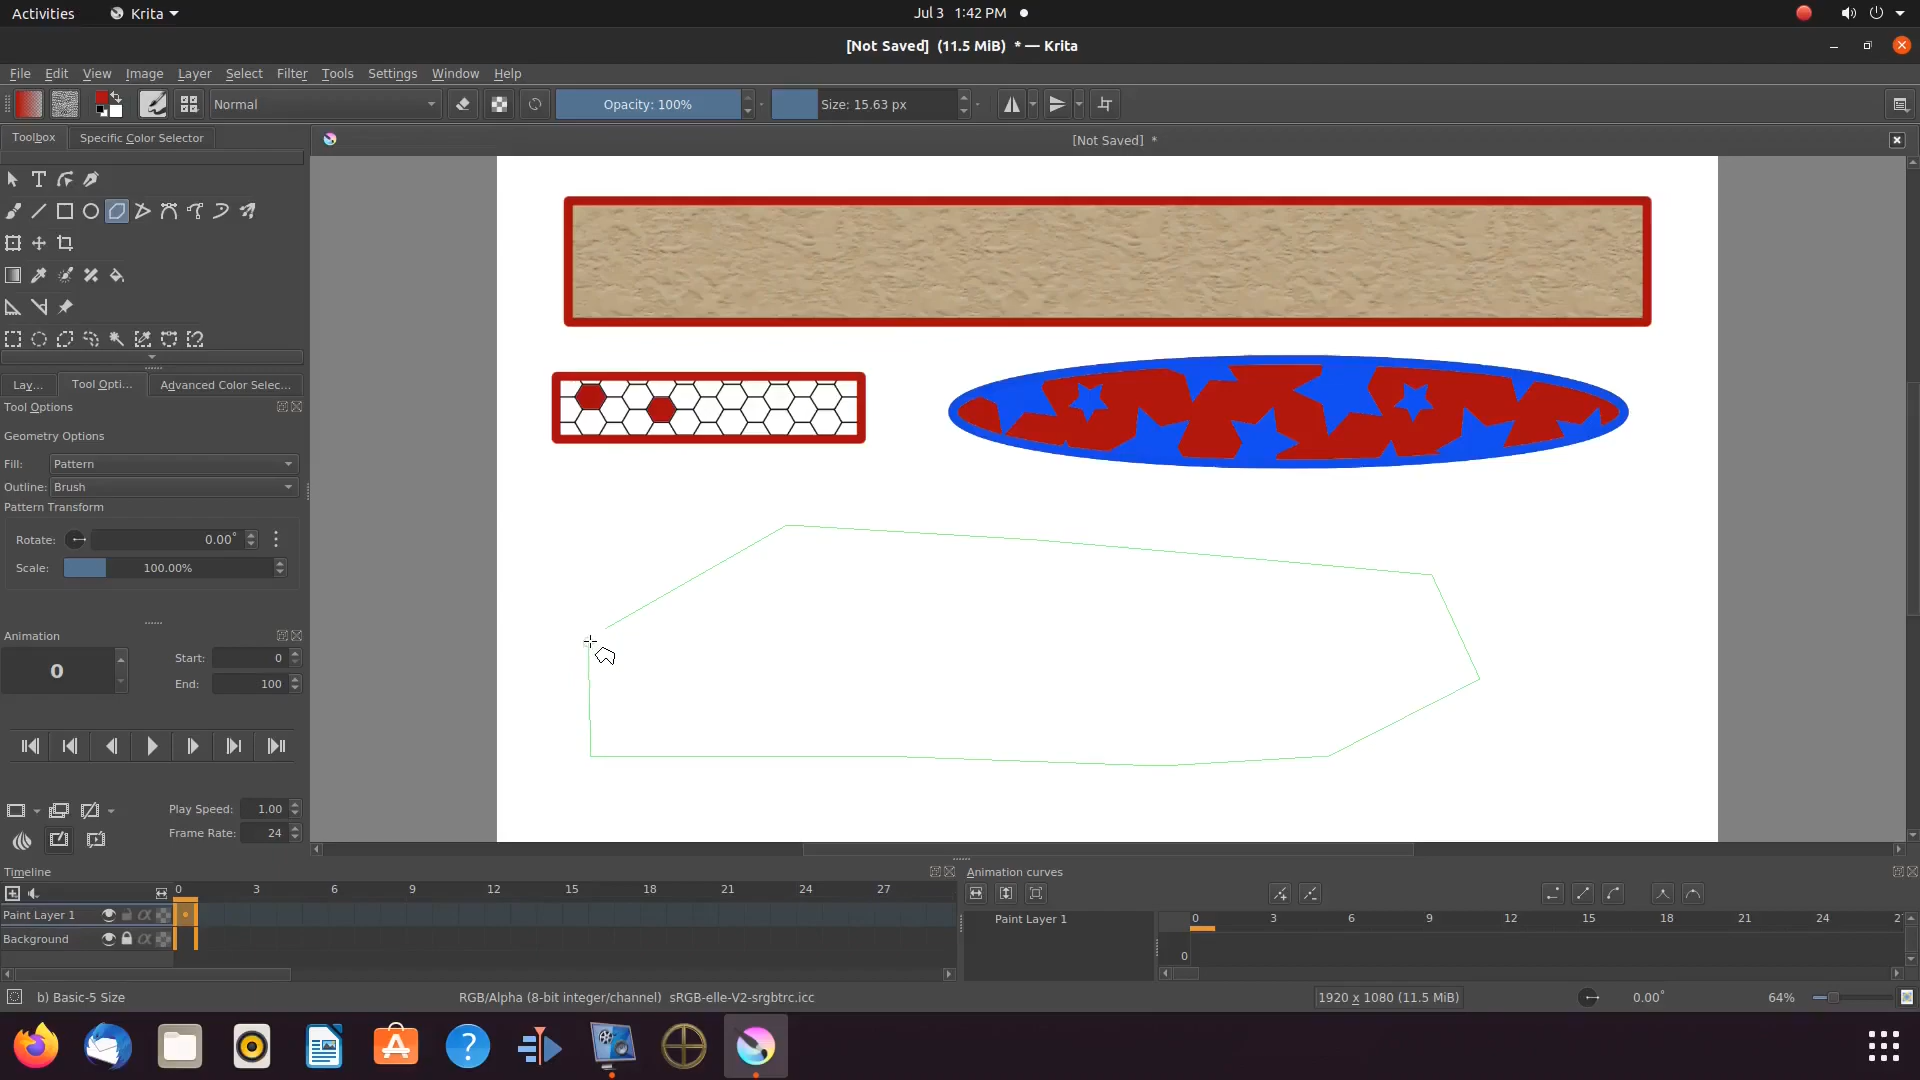 Activities Krita Jul 3 1:42 PM
[Not Saved] (11.5 MiB) * — Krita
File Edit View Image Layer Select Filter Tools Settings Window Help
Normal Opacity: 100% Size: 15.63 px
Toolbox Specific Color Selector [Not Saved] *
Lay... Tool Opti... Advanced Color Selec...
Tool Options
Geometry Options
Fill: Pattern
Outline: Brush
Pattern Transform
Rotate: 0.00°
Scale: 100.00%
Animation
0 Start: 0
End: 100
Play Speed: 1.00
Frame Rate: 24
Timeline Animation curves
0 3 6 9 12 15 18 21 24 27
Paint Layer 1 Paint Layer 1 0 3 6 9 12 15 18 21 24
Background 0
b) Basic-5 Size RGB/Alpha (8-bit integer/channel) sRGB-elle-V2-srgbtrc.icc 1920 x 1080 (11.5 MiB) 0.00° 64%